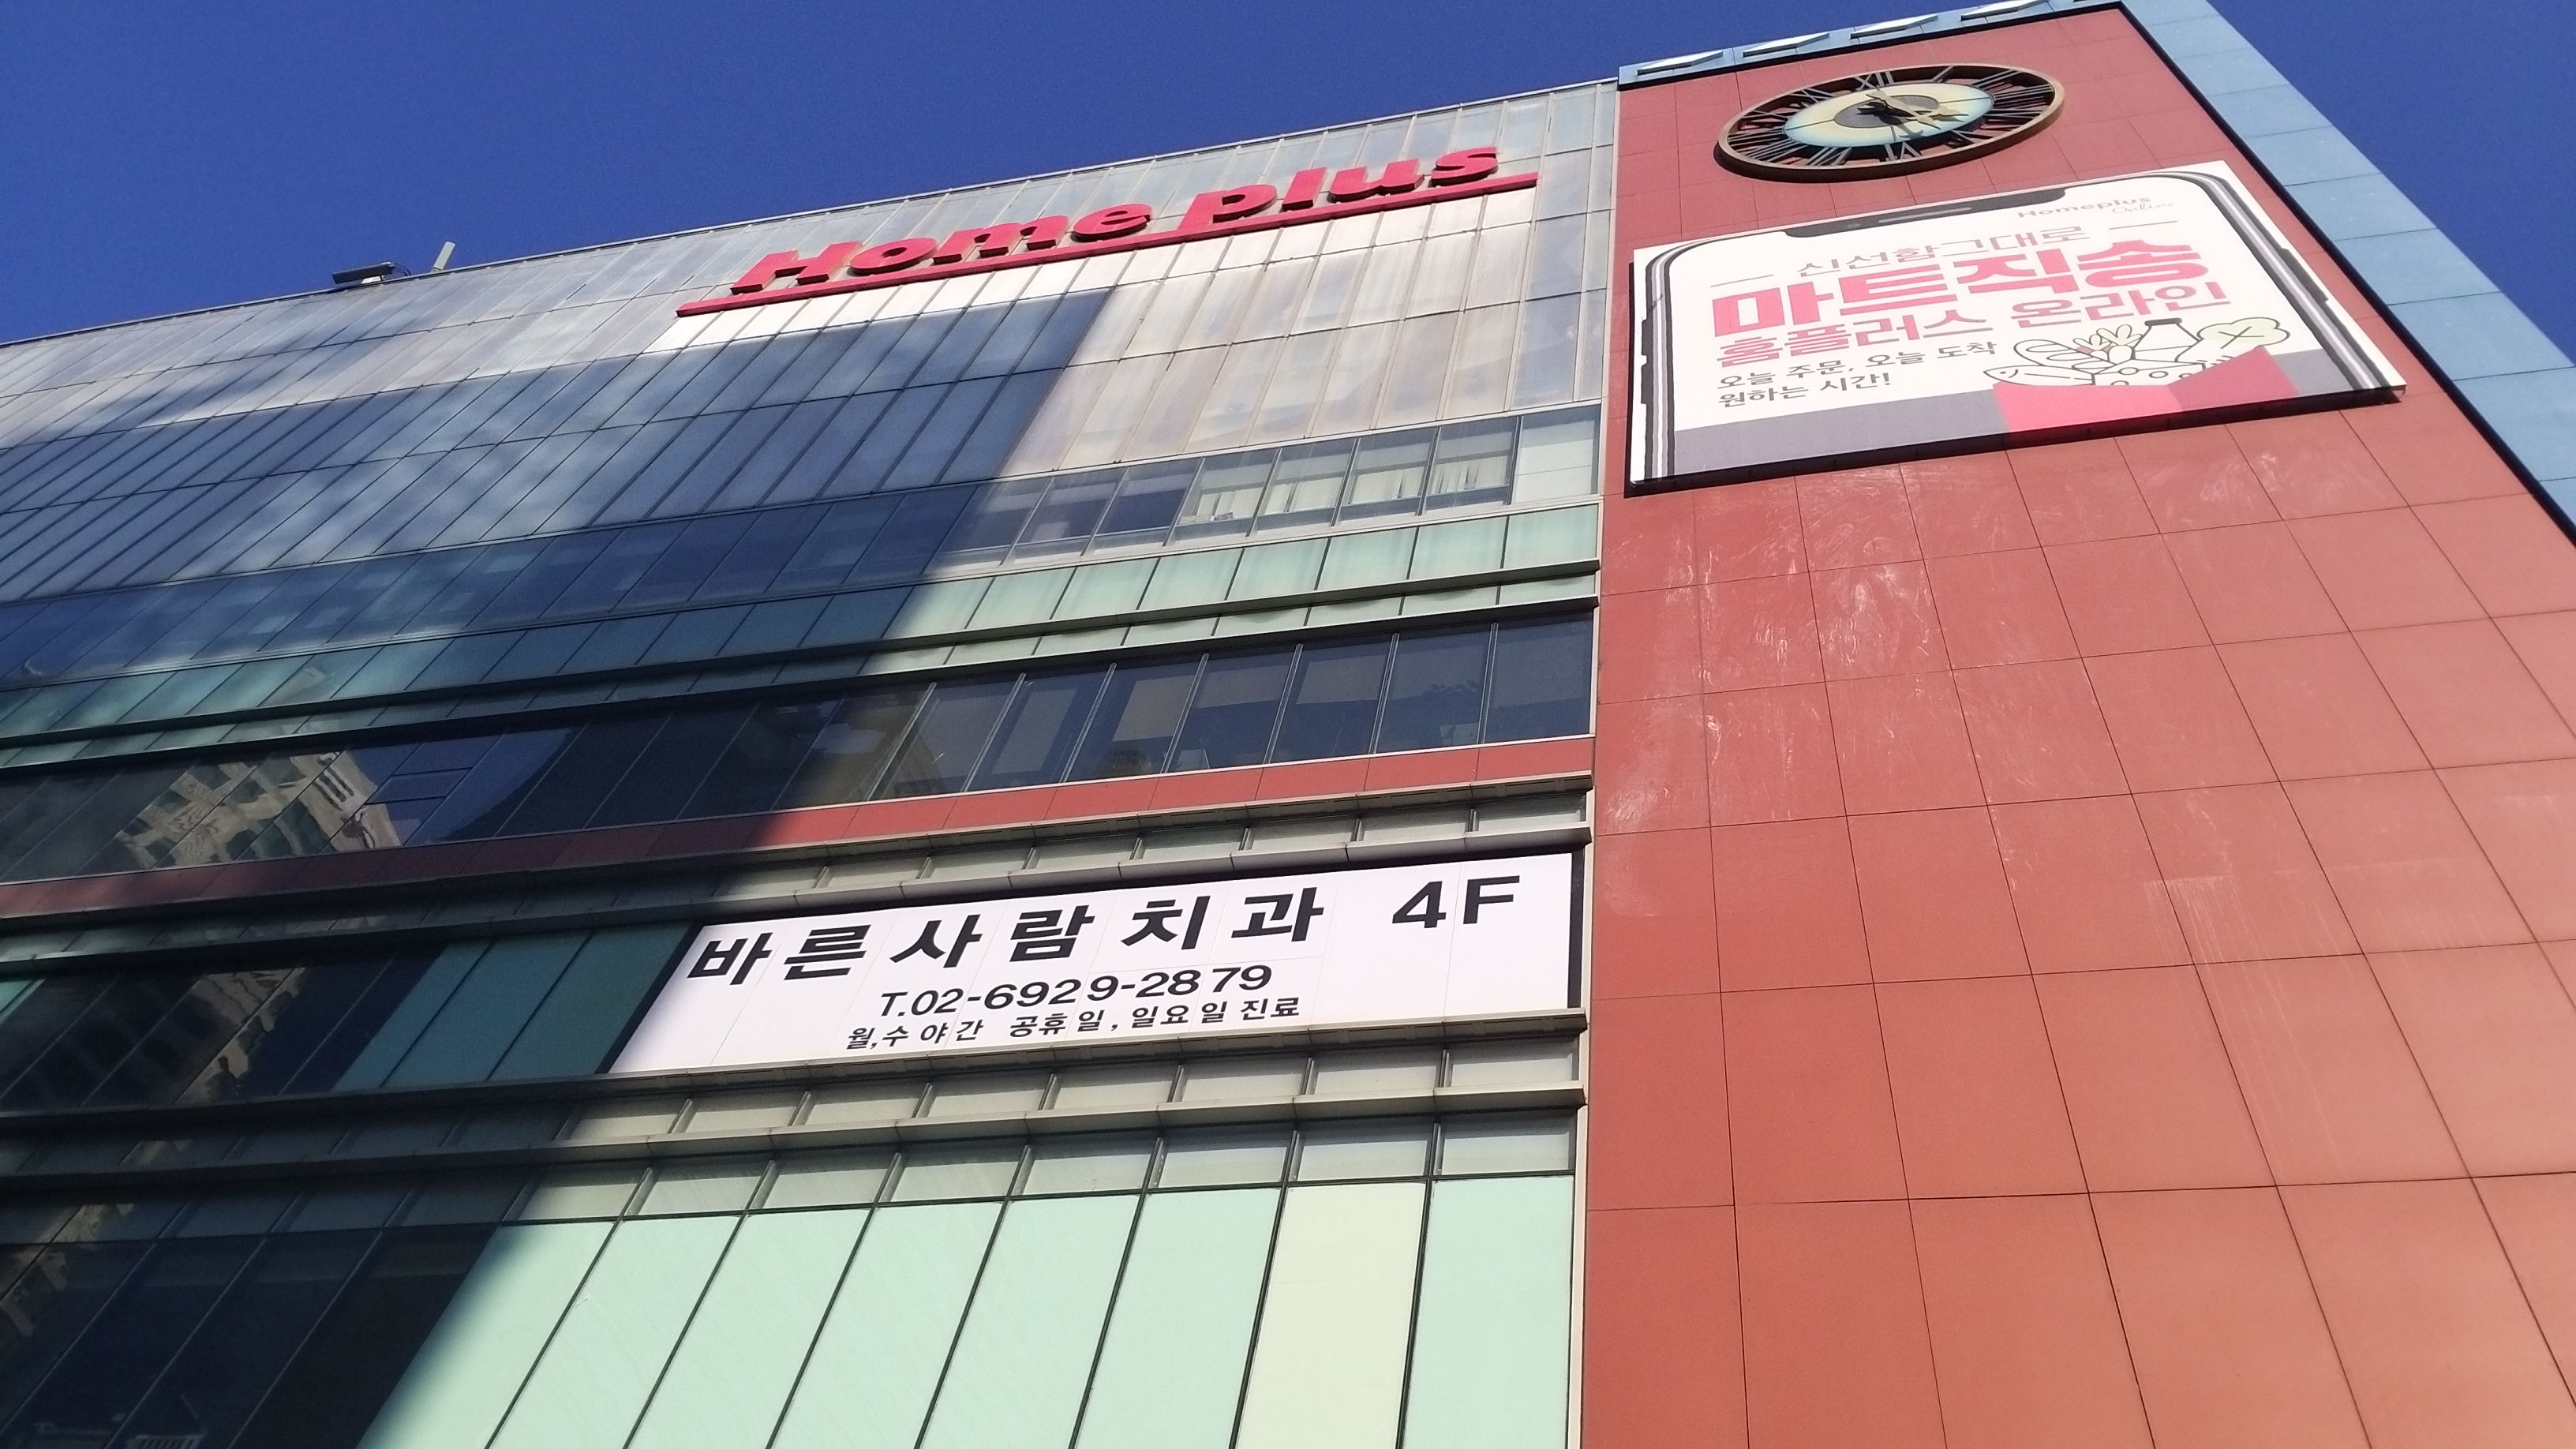 Home plus
Homeplus
Online
신선함 그대로
마트직송
홈플러스 온라인
오늘 주문, 오늘 도착
원하는 시간!
바른사람치과 4F
T.02-6929-2879
월,수 야간 공휴일, 일요일 진료